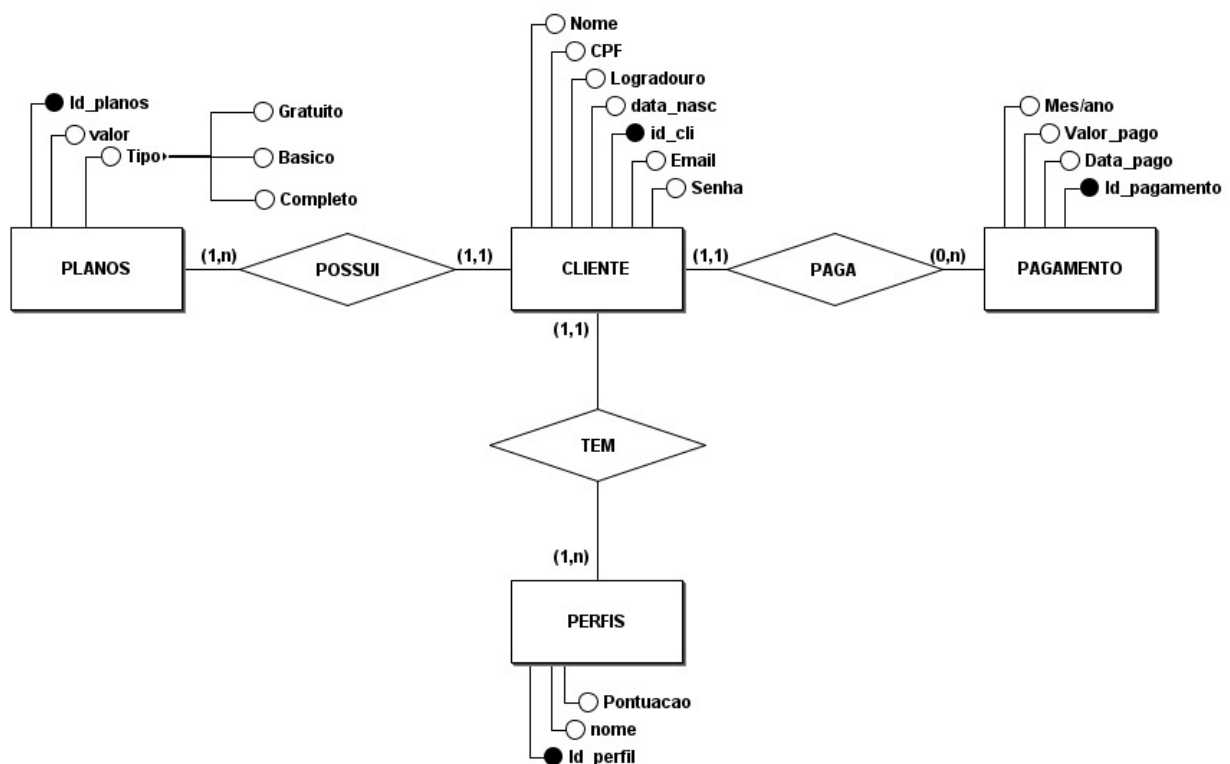 Nome
CPF
Logradouro
data_nasc
id_cli
Email
Senha
Id_planos
valor
Tipo
Gratuito
Basico
Completo
Mes/ano
Valor_pago
Data_pago
Id_pagamento
PLANOS
(1,n)
POSSUI
(1,1)
CLIENTE
(1,1)
PAGA
(0,n)
PAGAMENTO
(1,1)
TEM
(1,n)
PERFIS
Pontuacao
nome
Id_perfil